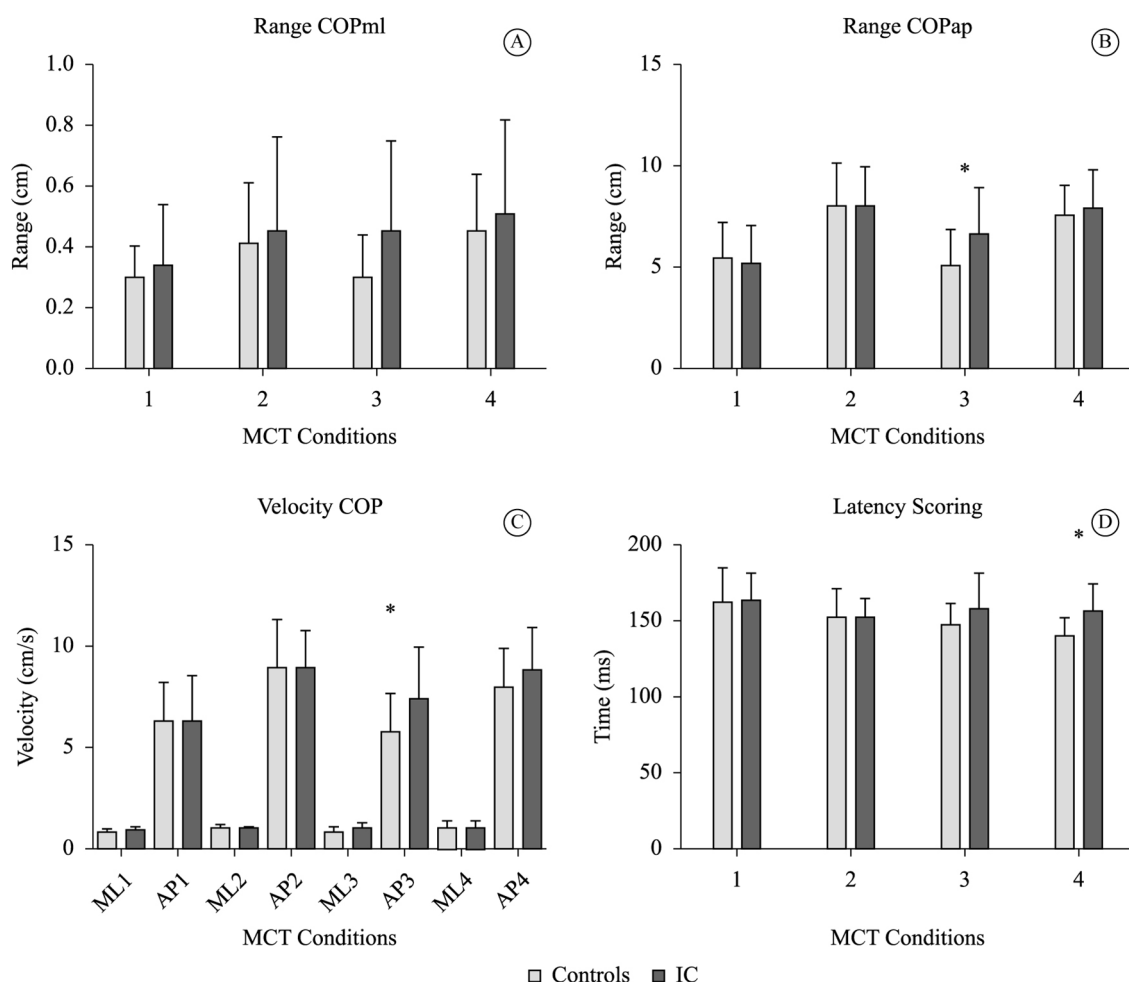 Range COPml
A
1.0
0.8
0.6
0.4
0.2
0.0
Range (cm)
1 2 3 4
MCT Conditions
Range COPap
B
15
10
5
0
Range (cm)
*
1 2 3 4
MCT Conditions
Velocity COP
C
15
10
5
0
Velocity (cm/s)
*
ML1 AP1 ML2 AP2 ML3 AP3 ML4 AP4
MCT Conditions
Latency Scoring
D
200
150
100
50
0
Time (ms)
*
1 2 3 4
MCT Conditions
Controls IC